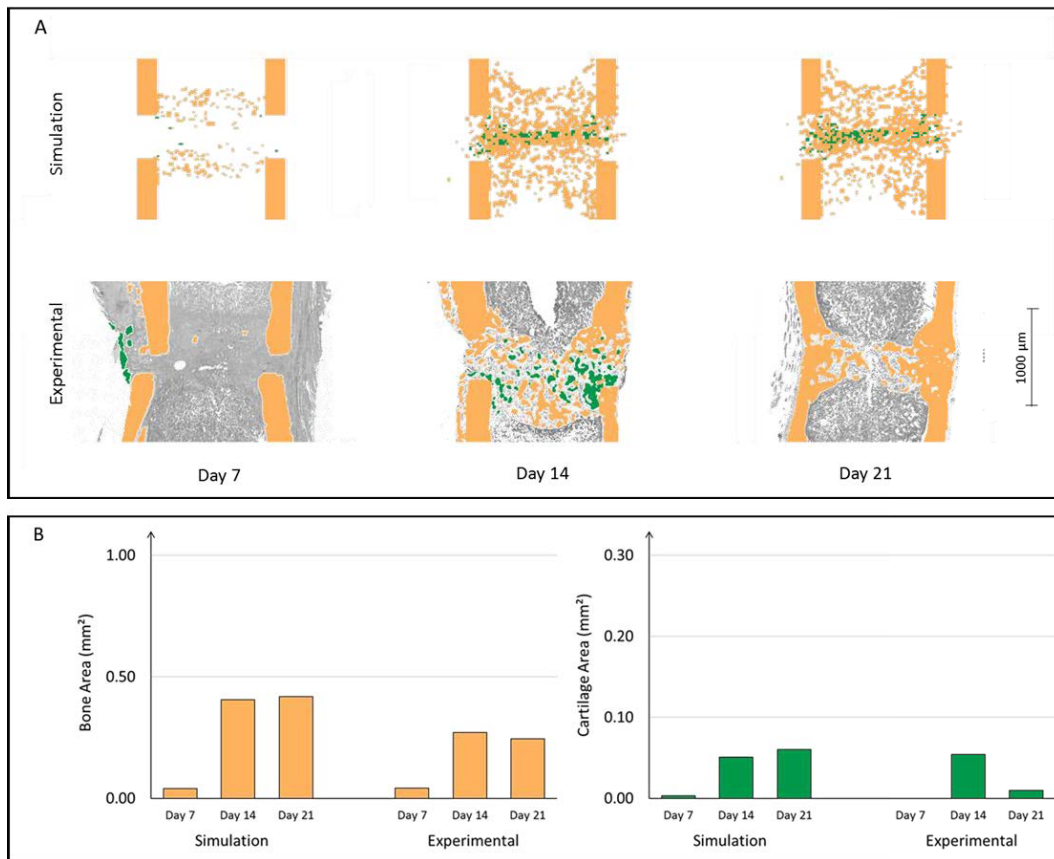 A
Simulation
Experimental
1000 µm
Day 7 Day 14 Day 21
B
Bone Area (mm²)
1.00
0.50
0.00
Day 7 Day 14 Day 21 Day 7 Day 14 Day 21
Simulation Experimental
Cartilage Area (mm²)
0.30
0.20
0.10
0.00
Day 7 Day 14 Day 21 Day 7 Day 14 Day 21
Simulation Experimental